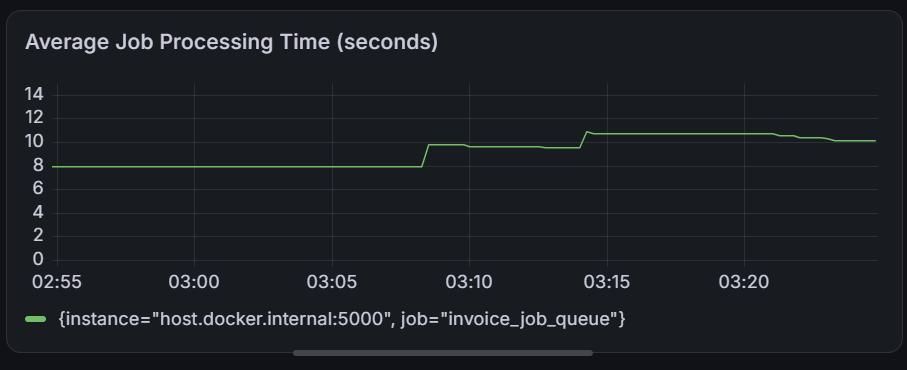 Average Job Processing Time (seconds)
14
12
10
8
6
4
2
0
02:55 03:00 03:05 03:10 03:15 03:20
{instance="host.docker.internal:5000", job="invoice_job_queue"}